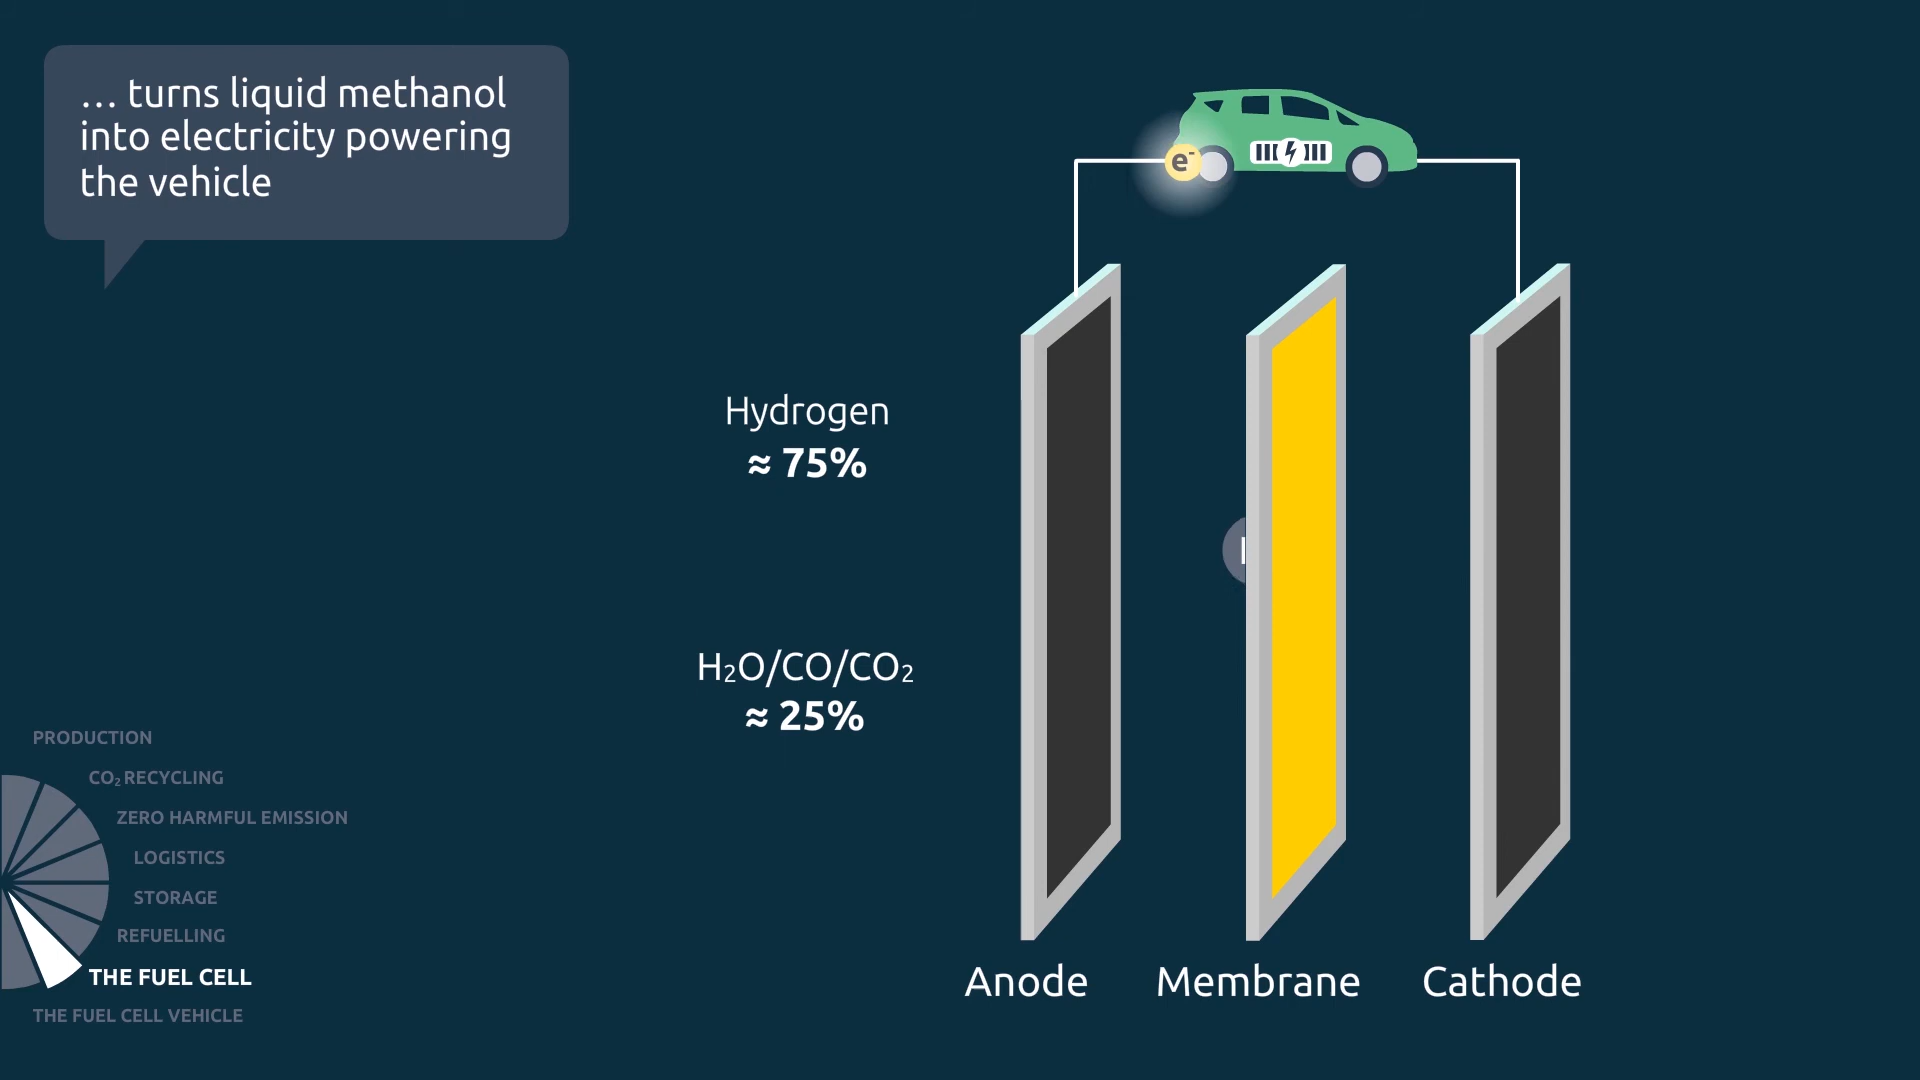 ... turns liquid methanol
into electricity powering
the vehicle
e-
Hydrogen
≈ 75%
H₂O/CO/CO₂
≈ 25%
Anode
Membrane
Cathode
PRODUCTION
CO₂ RECYCLING
ZERO HARMFUL EMISSION
LOGISTICS
STORAGE
REFUELLING
THE FUEL CELL
THE FUEL CELL VEHICLE